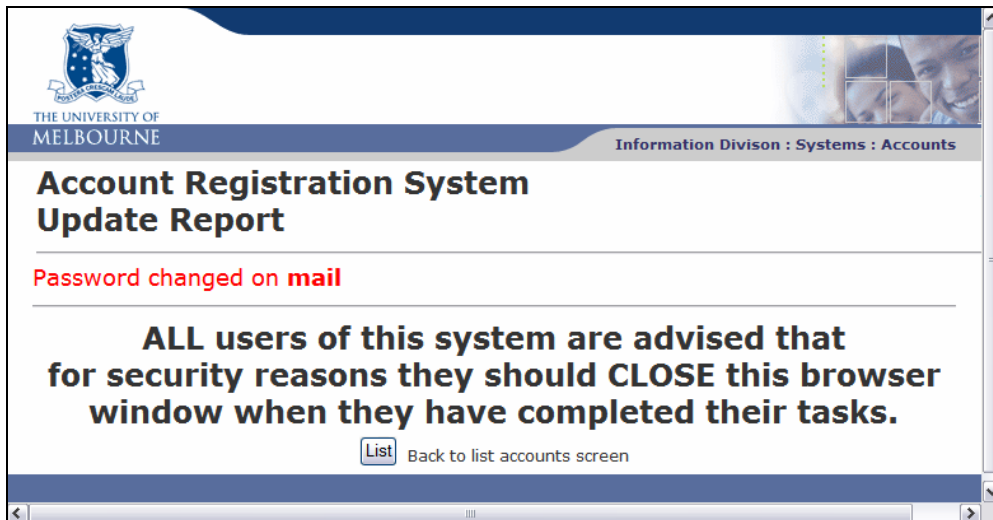 POSTERA CRESCAM LAUDE
THE UNIVERSITY OF
MELBOURNE
Information Divison : Systems : Accounts
Account Registration System
Update Report
Password changed on mail
ALL users of this system are advised that
for security reasons they should CLOSE this browser
window when they have completed their tasks.
List Back to list accounts screen